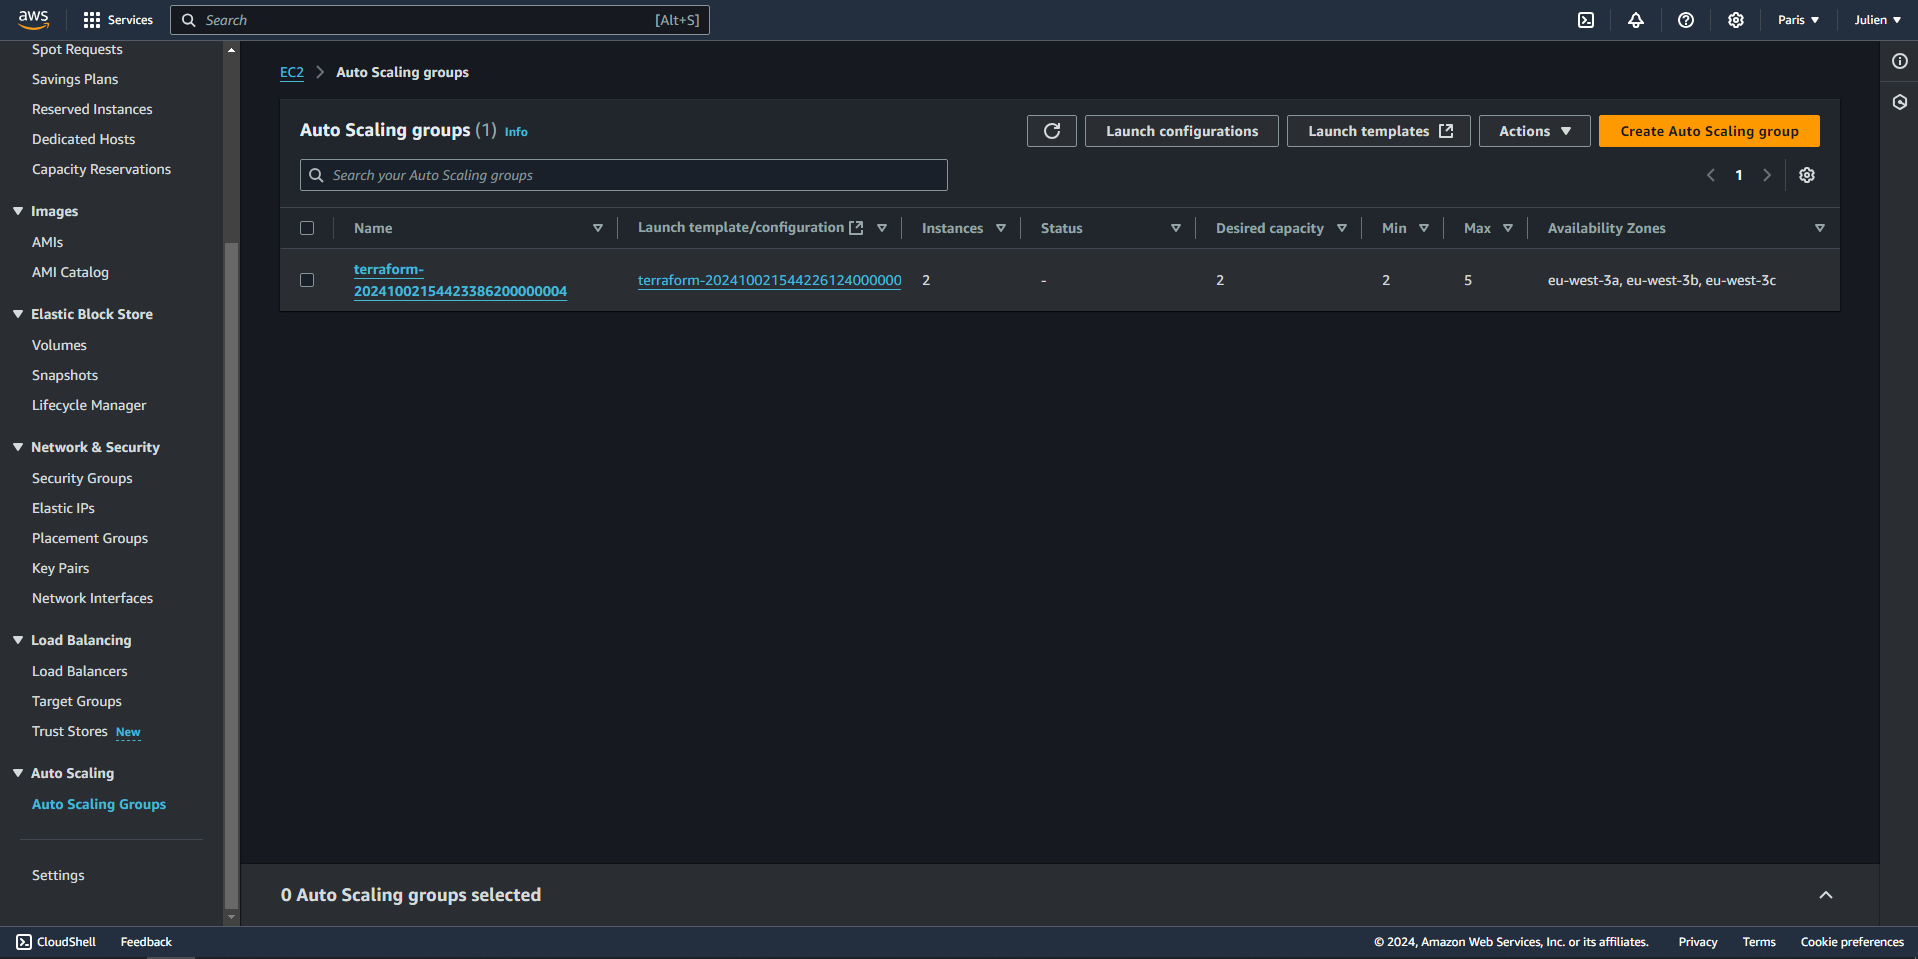 aws
Services
Search
[Alt+S]
Paris
Julien
Spot Requests
Savings Plans
Reserved Instances
Dedicated Hosts
Capacity Reservations
Images
AMIs
AMI Catalog
Elastic Block Store
Volumes
Snapshots
Lifecycle Manager
Network & Security
Security Groups
Elastic IPs
Placement Groups
Key Pairs
Network Interfaces
Load Balancing
Load Balancers
Target Groups
Trust Stores New
Auto Scaling
Auto Scaling Groups
Settings
EC2 > Auto Scaling groups
Auto Scaling groups (1) Info
Launch configurations
Launch templates
Actions
Create Auto Scaling group
Search your Auto Scaling groups
1
Name Launch template/configuration Instances Status Desired capacity Min Max Availability Zones
terraform-
20241002154423386200000004
terraform-202410021544226124000000 2 - 2 2 5 eu-west-3a, eu-west-3b, eu-west-3c
0 Auto Scaling groups selected
CloudShell Feedback © 2024, Amazon Web Services, Inc. or its affiliates. Privacy Terms Cookie preferences